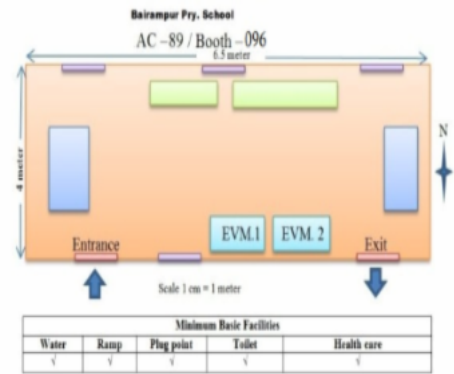 Bairampur Pry. School
AC –89 / Booth –096
6.5 meter
4 meter
N
EVM.1 EVM. 2
Entrance Exit
Scale 1 cm = 1 meter
Minimum Basic Facilities
Water Ramp Plug point Toilet Health care
√ √ √ √ √